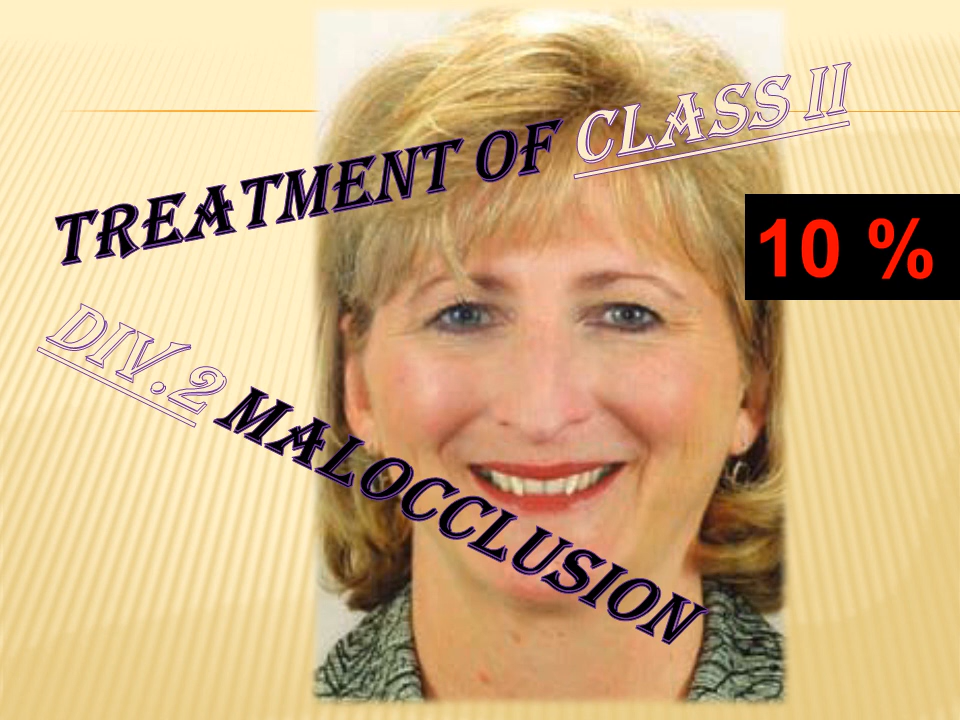 TREATMENT OF CLASS II
10 %
DIV.2 MALOCCLUSION